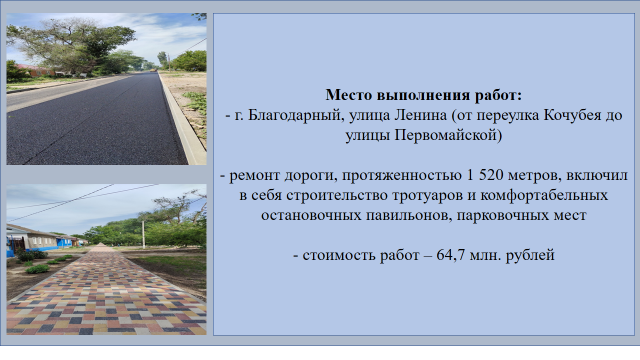 Место выполнения работ:
- г. Благодарный, улица Ленина (от переулка Кочубея до
улицы Первомайской)
- ремонт дороги, протяженностью 1 520 метров, включил
в себя строительство тротуаров и комфортабельных
остановочных павильонов, парковочных мест
- стоимость работ – 64,7 млн. рублей